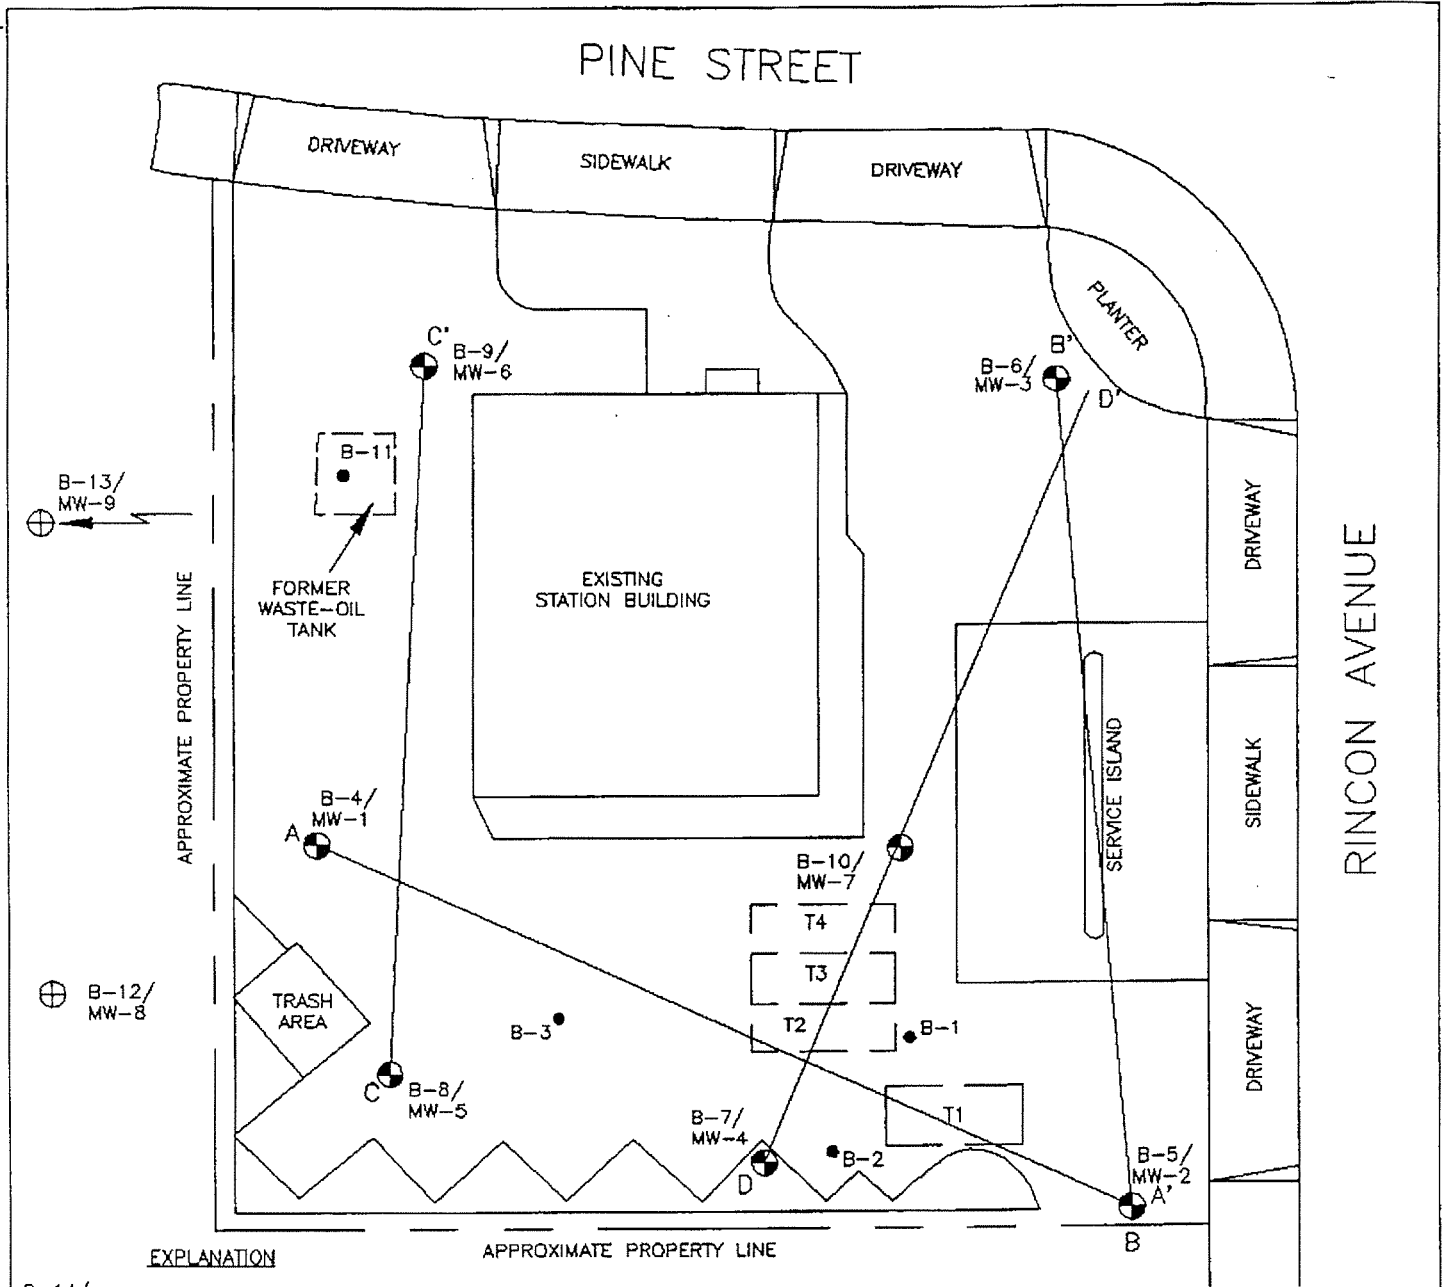 PINE STREET
DRIVEWAY
SIDEWALK
DRIVEWAY
PLANTER
C'
B-9/
MW-6
B'
B-6/
MW-3
D'
B-11
B-13/
MW-9
FORMER
WASTE-OIL
TANK
EXISTING
STATION BUILDING
DRIVEWAY
RINCON AVENUE
APPROXIMATE PROPERTY LINE
SERVICE ISLAND
SIDEWALK
B-4/
MW-1
A
B-10/
MW-7
T4
T3
T2
B-12/
MW-8
TRASH
AREA
B-3
B-1
DRIVEWAY
C
B-8/
MW-5
T1
B-7/
MW-4
B-2
D
B-5/
MW-2
A'
B
APPROXIMATE PROPERTY LINE
EXPLANATION